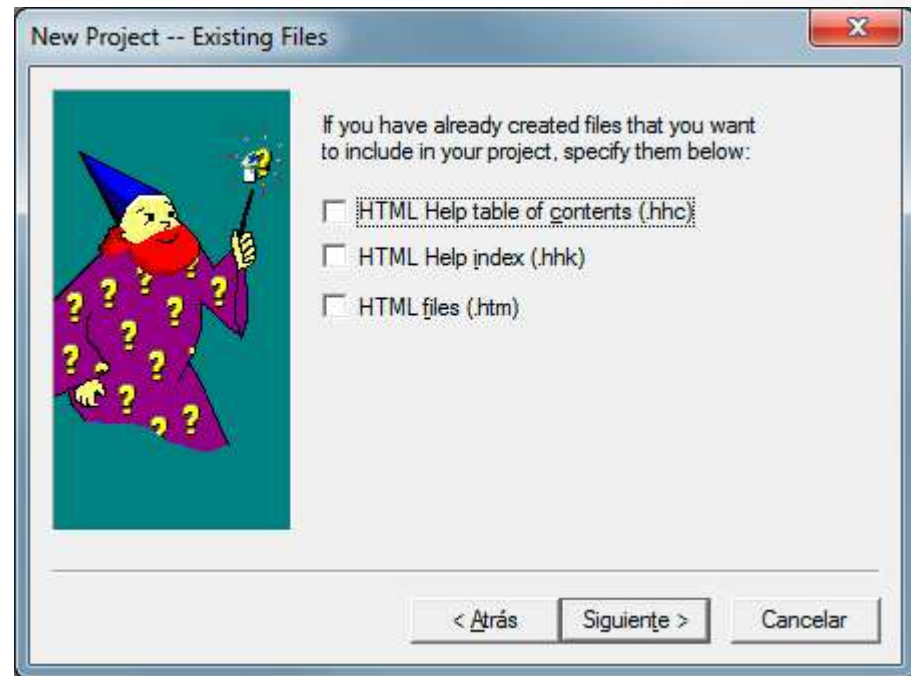 New Project -- Existing Files
If you have already created files that you want
to include in your project, specify them below:
HTML Help table of contents (.hhc)
HTML Help index (.hhk)
HTML files (.htm)
< Atrás
Siguiente >
Cancelar